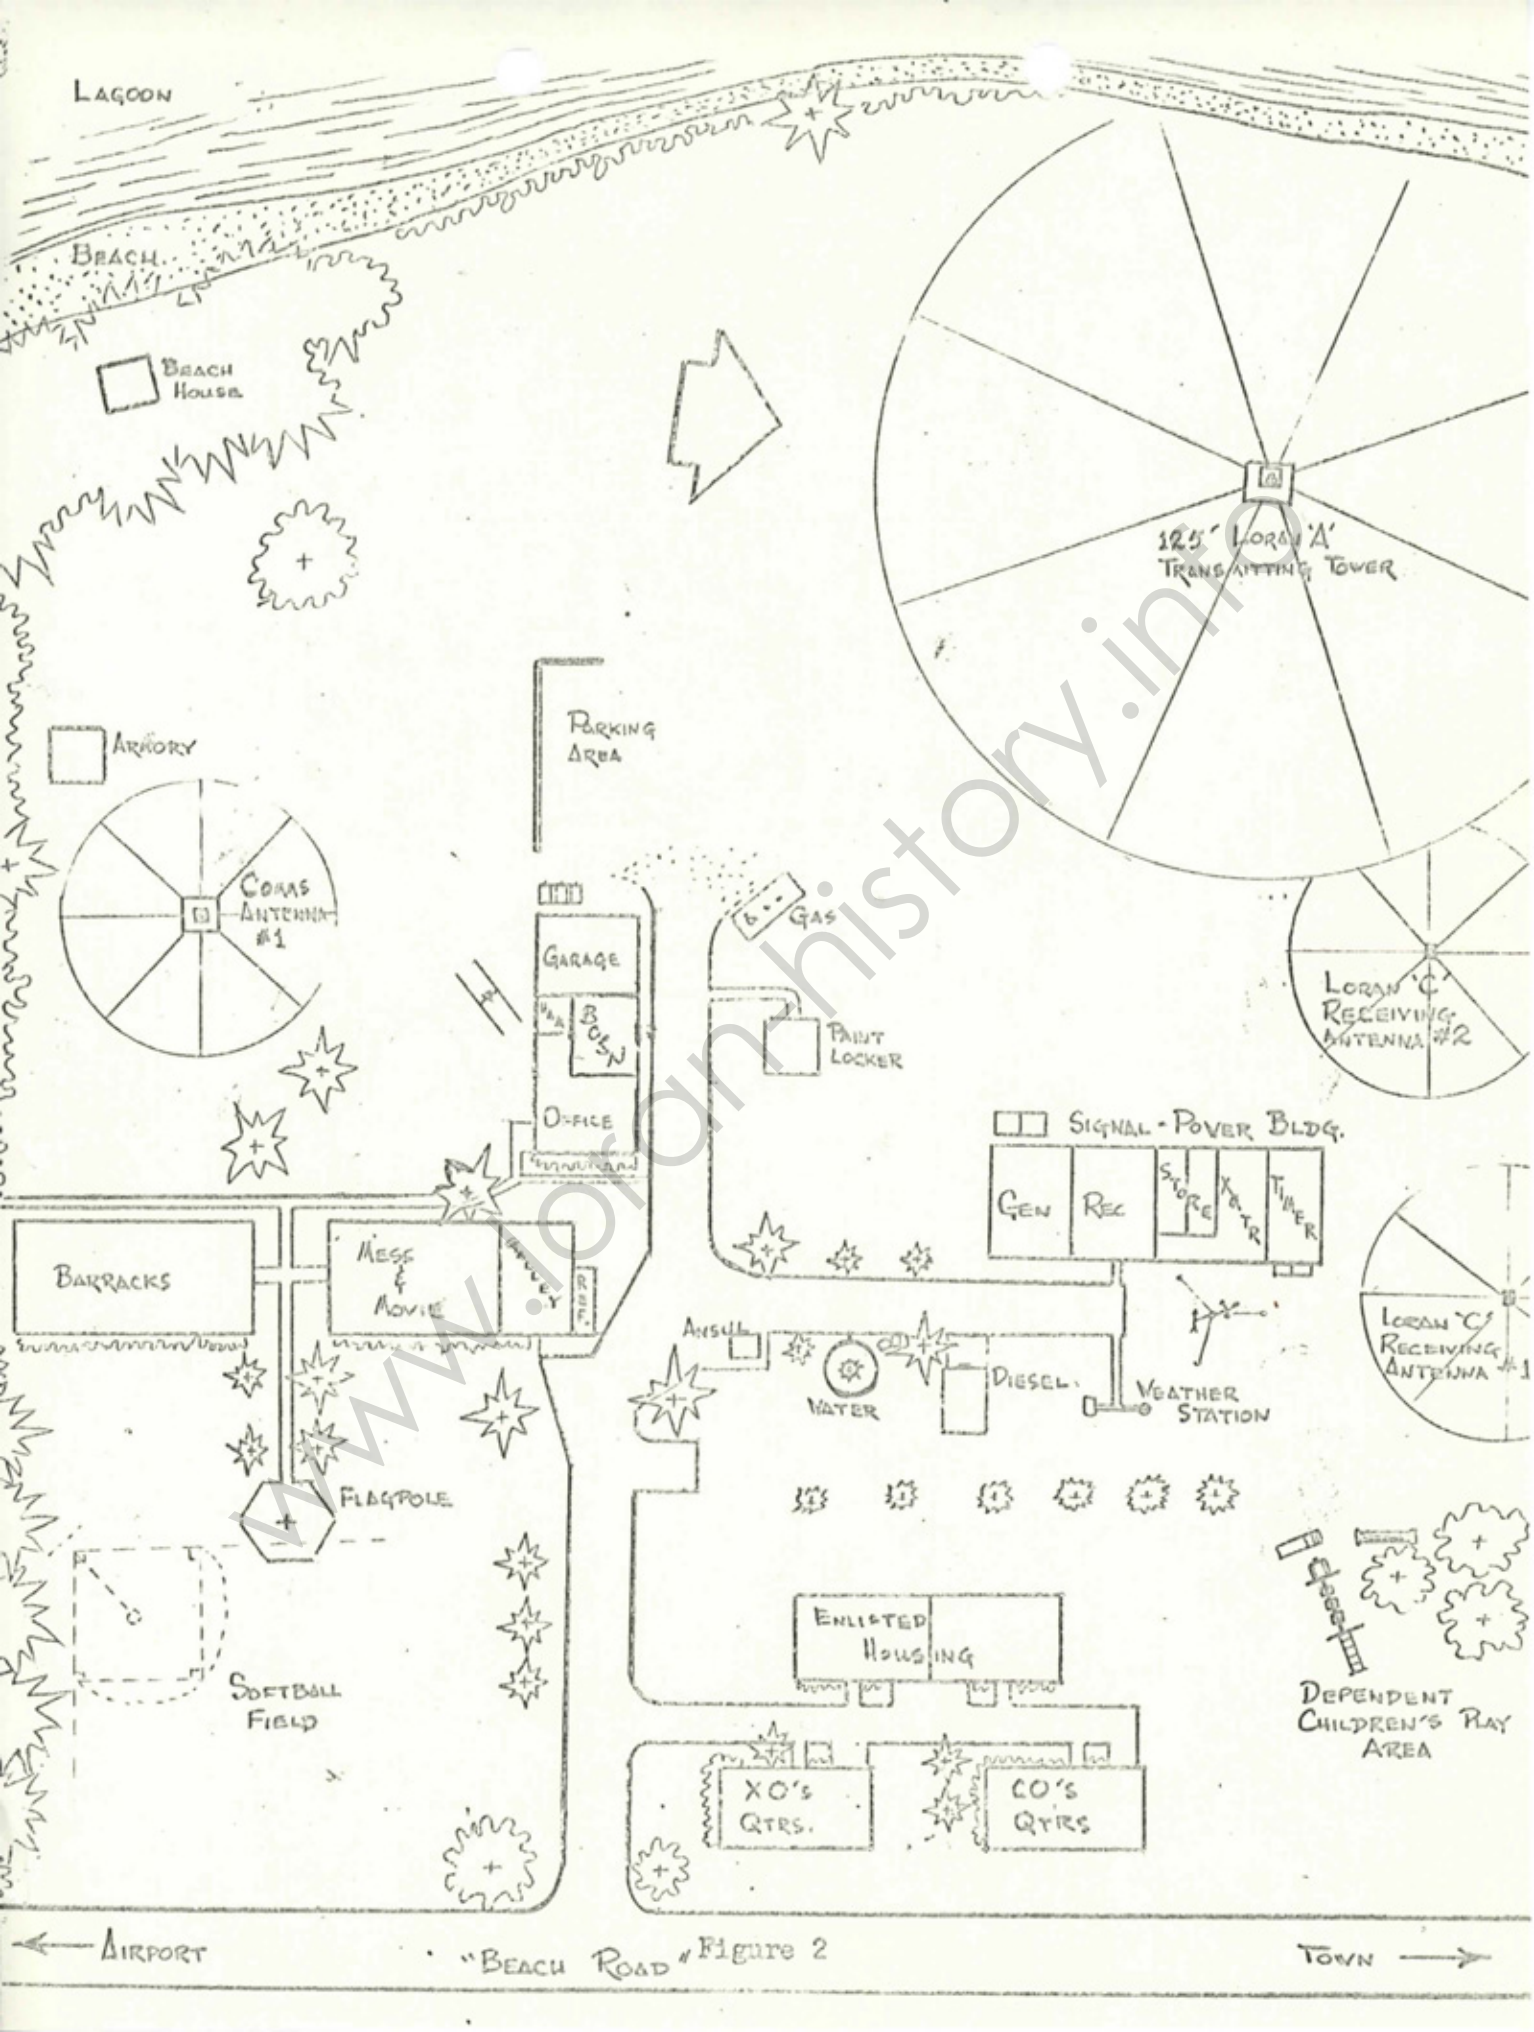 LAGOON
BEACH
BEACH
HOUSE
125' LORAN 'A'
TRANSMITTING TOWER
PARKING
AREA
ARMORY
COMMS
ANTENNA
#1
GAS
GARAGE
BOSN
PAINT
LOCKER
OFFICE
LORAN "C"
RECEIVING
ANTENNA #2
SIGNAL-POWER BLDG.
GEN
REC
STORE
XMTR
TIMER
BARRACKS
MESS
&
MOVIE
REF
ANSUL
WATER
DIESEL.
WEATHER
STATION
LORAN "C"
RECEIVING
ANTENNA #1
FLAGPOLE
SOFTBALL
FIELD
ENLISTED
HOUSING
DEPENDENT
CHILDREN'S PLAY
AREA
XO'S
QTRS.
CO'S
QTRS
AIRPORT
"BEACH ROAD"
Figure 2
TOWN
www.loran-history.info